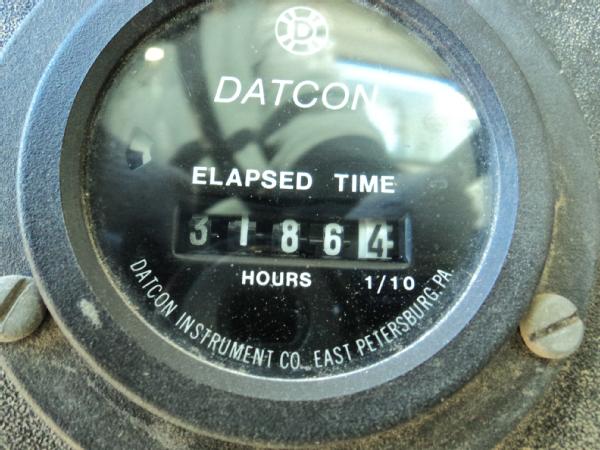 D
DATCON
ELAPSED TIME
31864
HOURS 1/10
DATCON INSTRUMENT CO. EAST PETERSBURG, PA.